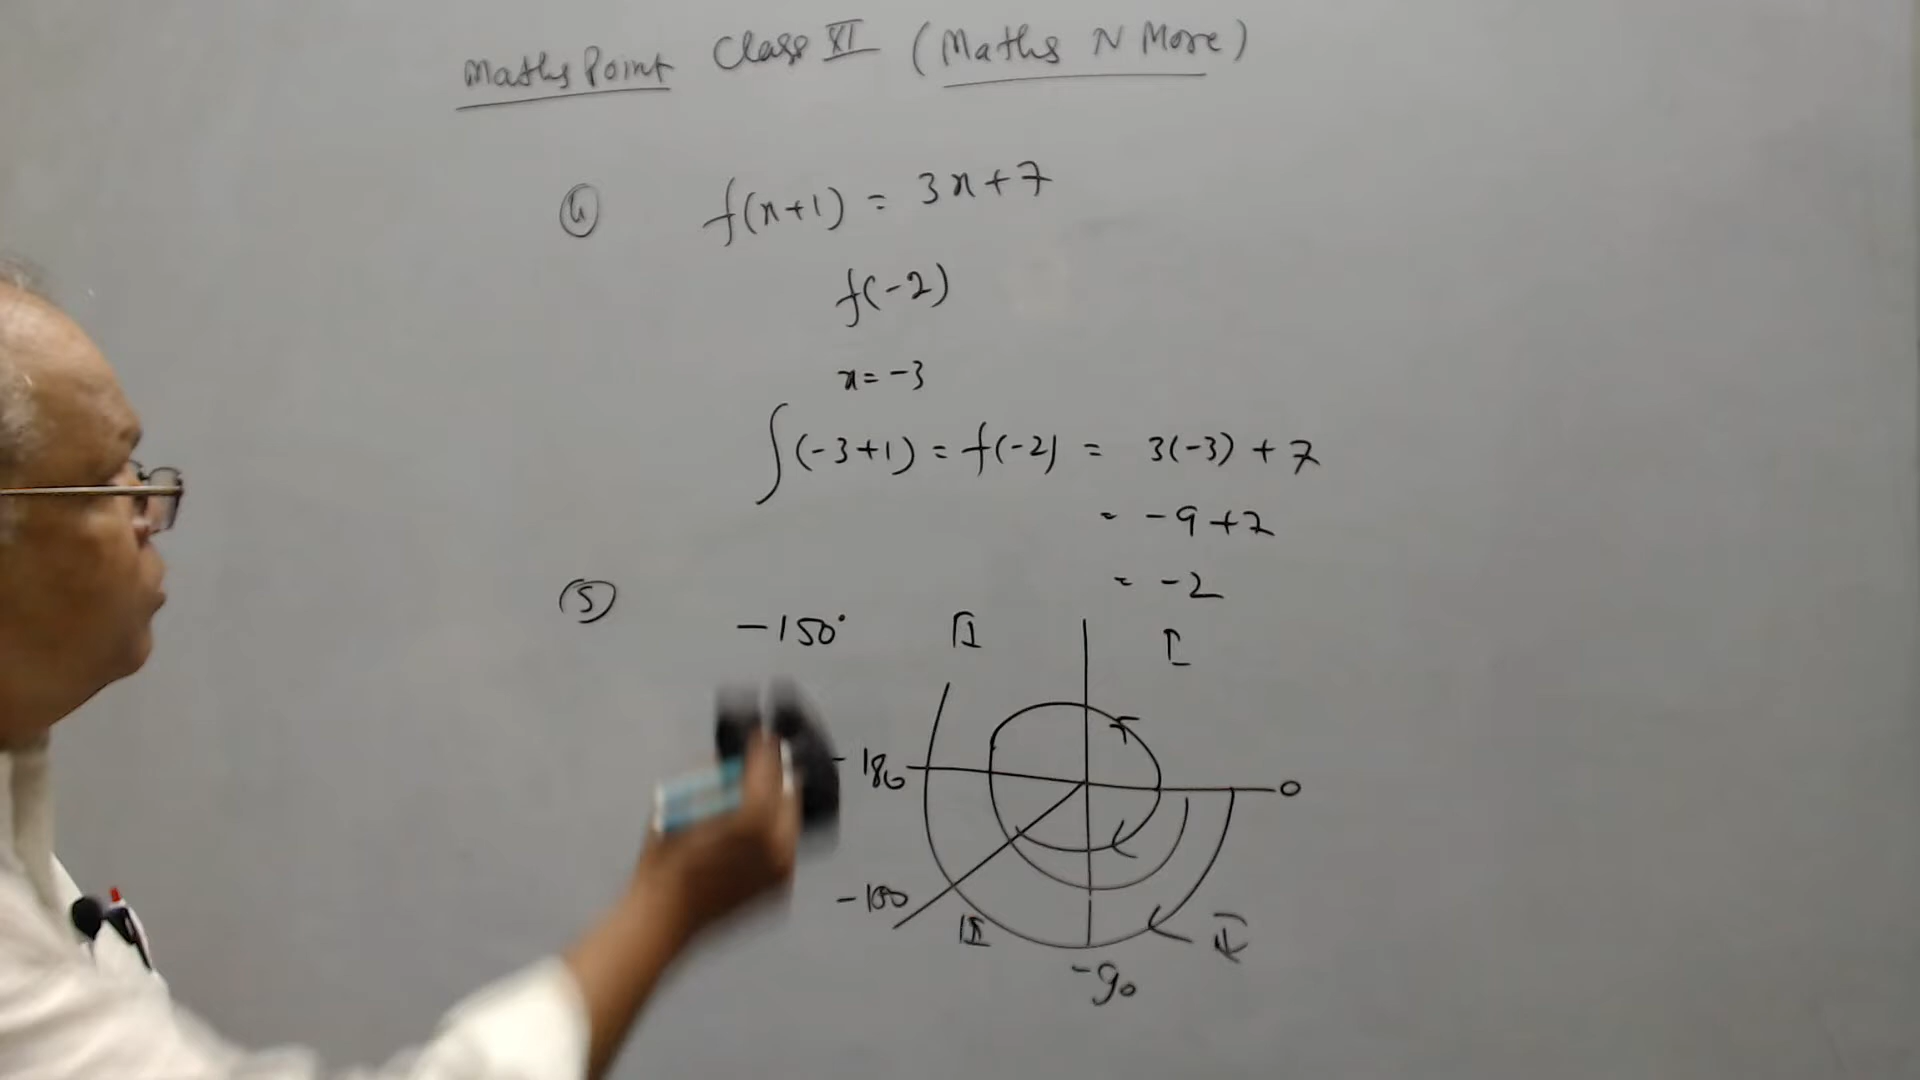 Maths Point Class XI (Maths N More)
④ f(x+1) = 3x+7
f(-2)
x = -3
∫(-3+1) = f(-2) = 3(-3) + 7
= -9+7
= -2
⑤ -150° II I
-180 0
-150 III IV
-90